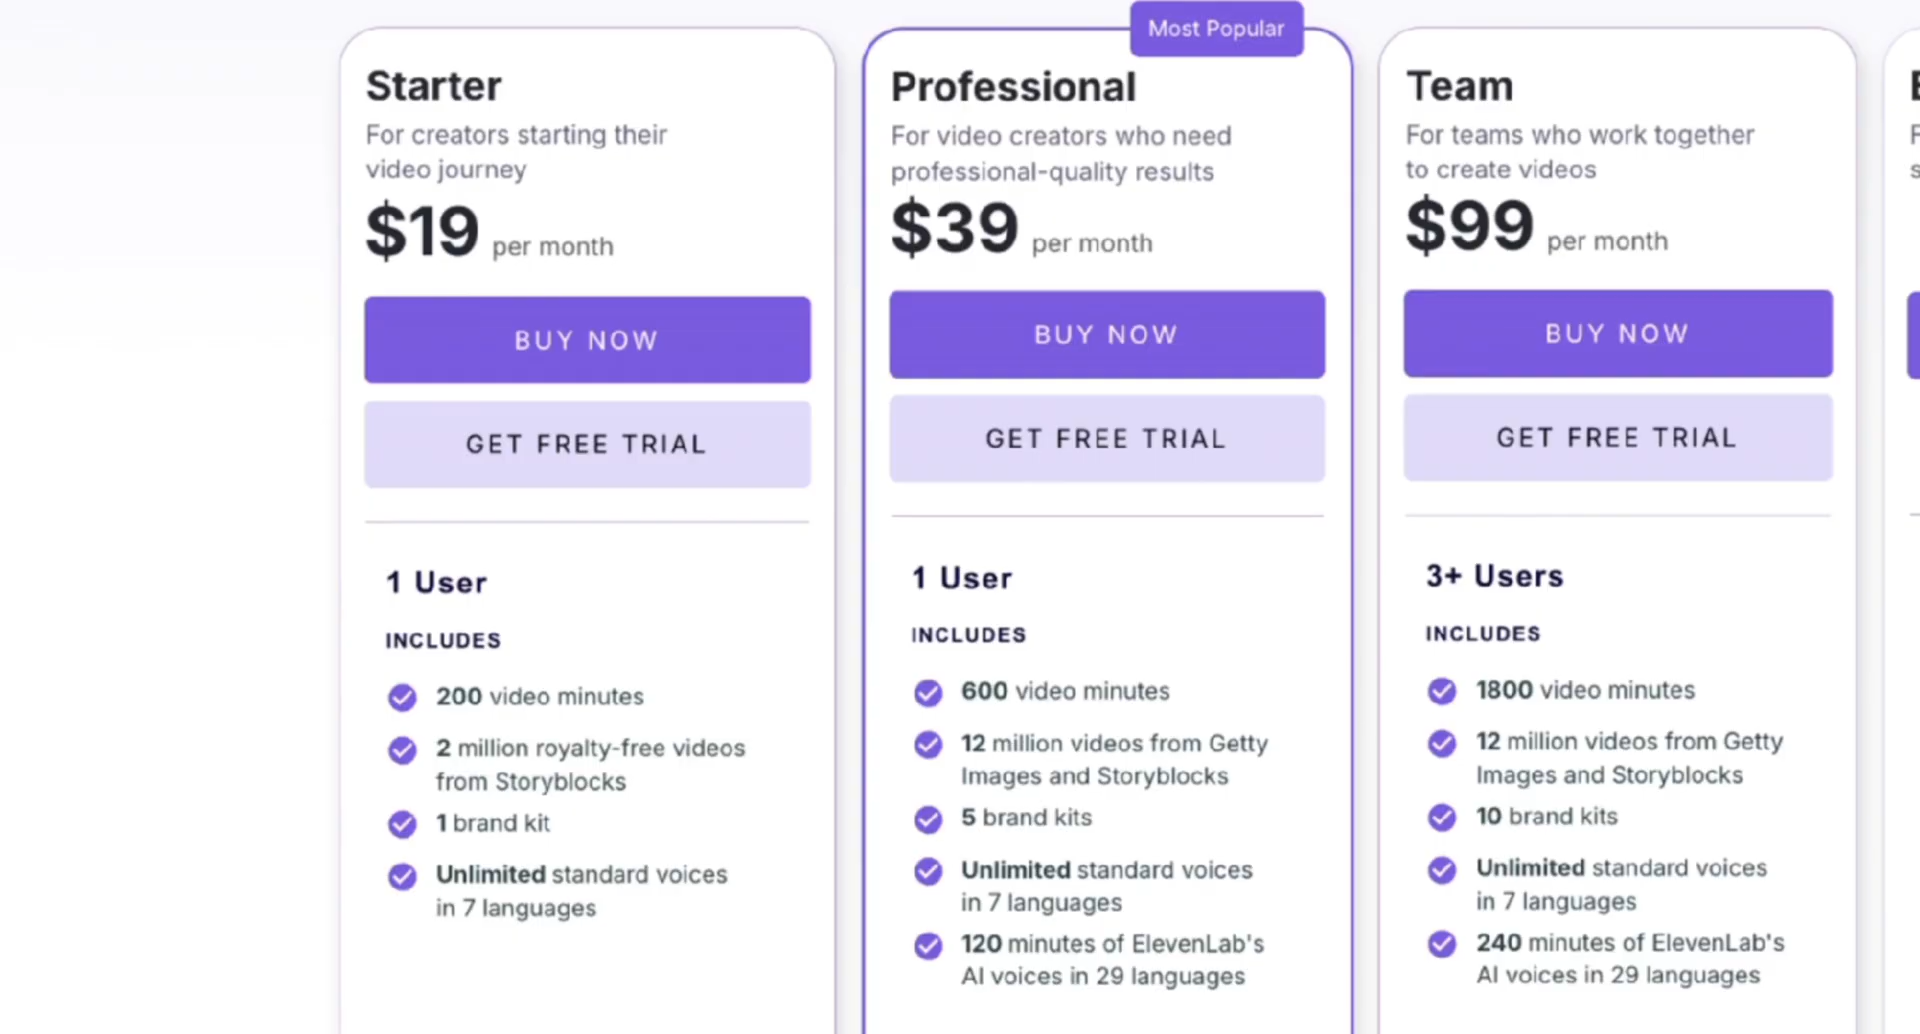 Most Popular
Starter
For creators starting their
video journey
$19 per month
BUY NOW
GET FREE TRIAL
1 User
INCLUDES
200 video minutes
2 million royalty-free videos
from Storyblocks
1 brand kit
Unlimited standard voices
in 7 languages
Professional
For video creators who need
professional-quality results
$39 per month
BUY NOW
GET FREE TRIAL
1 User
INCLUDES
600 video minutes
12 million videos from Getty
Images and Storyblocks
5 brand kits
Unlimited standard voices
in 7 languages
120 minutes of ElevenLab's
AI voices in 29 languages
Team
For teams who work together
to create videos
$99 per month
BUY NOW
GET FREE TRIAL
3+ Users
INCLUDES
1800 video minutes
12 million videos from Getty
Images and Storyblocks
10 brand kits
Unlimited standard voices
in 7 languages
240 minutes of ElevenLab's
AI voices in 29 languages